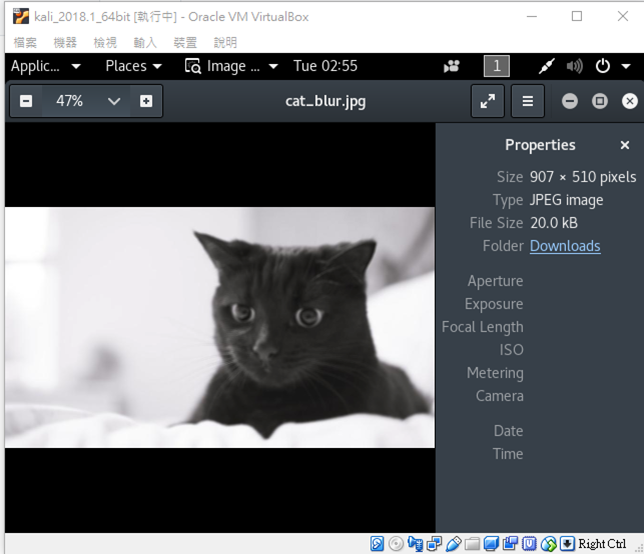 kali_2018.1_64bit [執行中] - Oracle VM VirtualBox
檔案 機器 檢視 輸入 裝置 說明
Applic... Places Image ... Tue 02:55 1
47% cat_blur.jpg
Properties
Size 907 × 510 pixels
Type JPEG image
File Size 20.0 kB
Folder Downloads
Aperture
Exposure
Focal Length
ISO
Metering
Camera
Date
Time
Right Ctrl